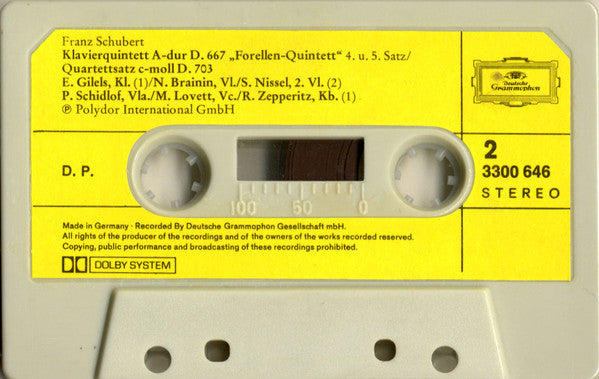 Franz Schubert
Klavierquintett A-dur D. 667 „Forellen-Quintett“ 4. u. 5. Satz/
Quartettsatz c-moll D. 703
E. Gilels, Kl. (1)/N. Brainin, Vl./S. Nissel, 2. Vl. (2)
P. Schidlof, Vla./M. Lovett, Vc./R. Zepperitz, Kb. (1)
℗ Polydor International GmbH
Deutsche
Grammophon
D. P.
2
3300 646
STEREO
100 50 0
Made in Germany · Recorded By Deutsche Grammophon Gesellschaft mbH.
All rights of the producer of the recordings and of the owners of the works recorded reserved.
Copying, public performance and broadcasting of these recordings prohibited.
DOLBY SYSTEM